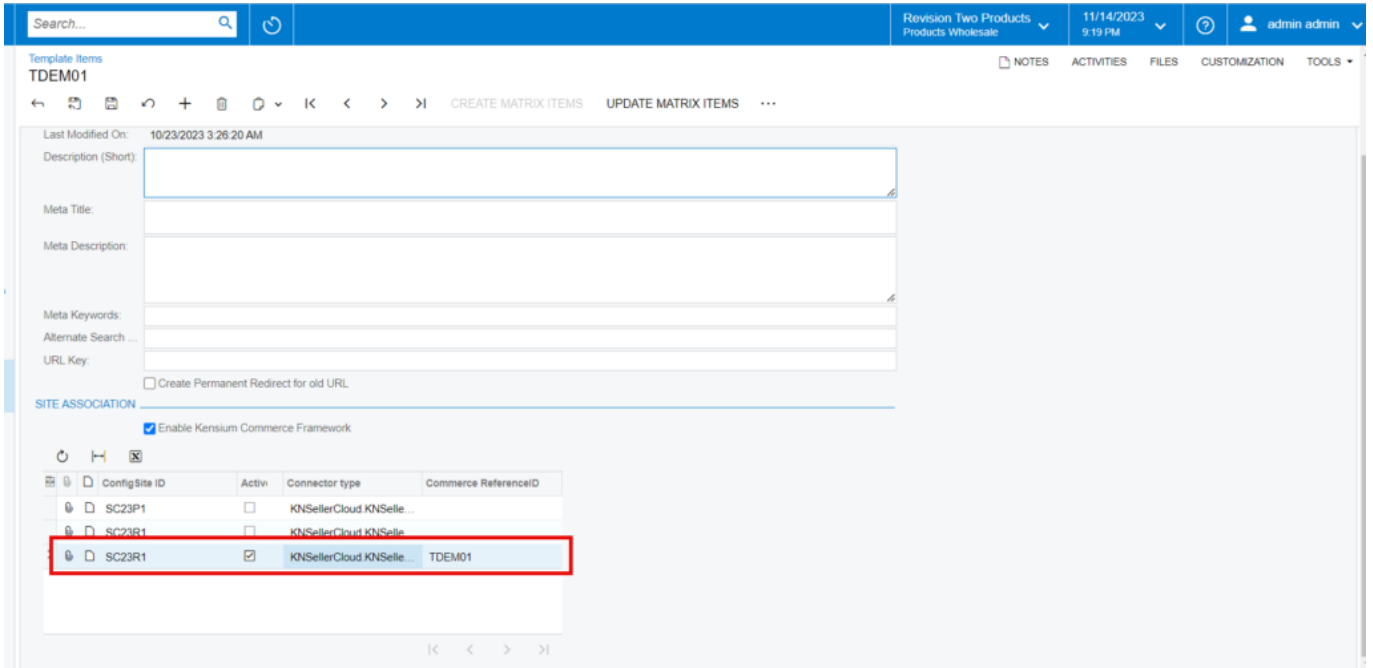 Search...
Revision Two Products
Products Wholesale
11/14/2023
9:19 PM
admin admin
Template Items
TDEM01
NOTES ACTIVITIES FILES CUSTOMIZATION TOOLS
CREATE MATRIX ITEMS UPDATE MATRIX ITEMS ...
Last Modified On: 10/23/2023 3:26:20 AM
Description (Short):
Meta Title:
Meta Description:
Meta Keywords:
Alternate Search ...
URL Key:
Create Permanent Redirect for old URL
SITE ASSOCIATION
Enable Kensium Commerce Framework
ConfigSite ID Active Connector type Commerce ReferenceID
SC23P1 KNSellerCloud.KNSelle...
SC23R1 KNSellerCloud.KNSelle
SC23R1 KNSellerCloud.KNSelle... TDEM01